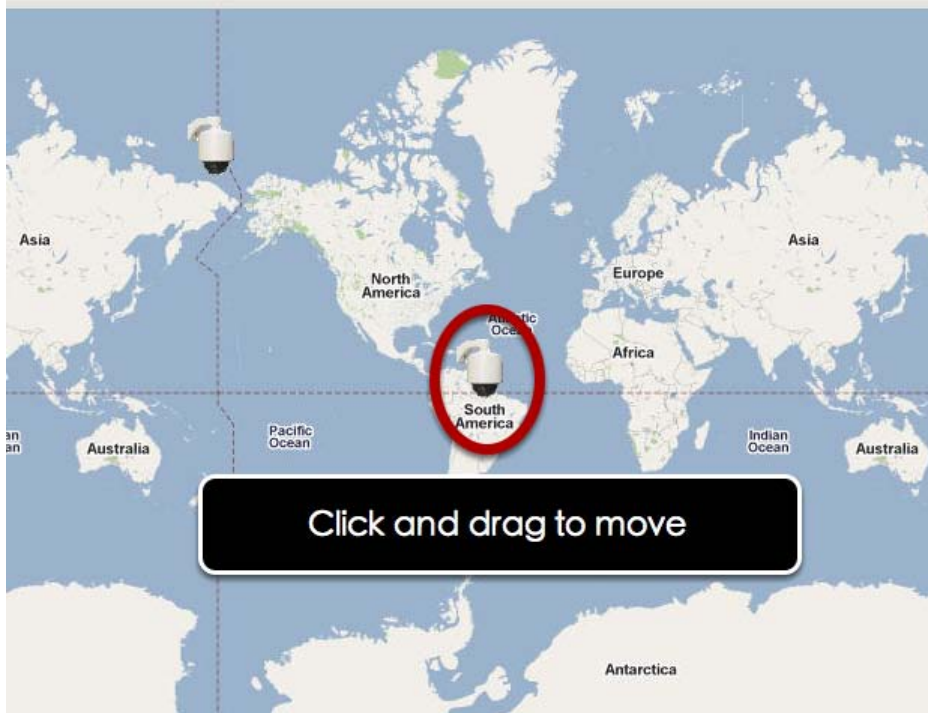 Asia
North
America
Europe
Asia
Atlantic
Ocean
Africa
South
America
Pacific
Ocean
Australia
Indian
Ocean
Australia
Click and drag to move
Antarctica